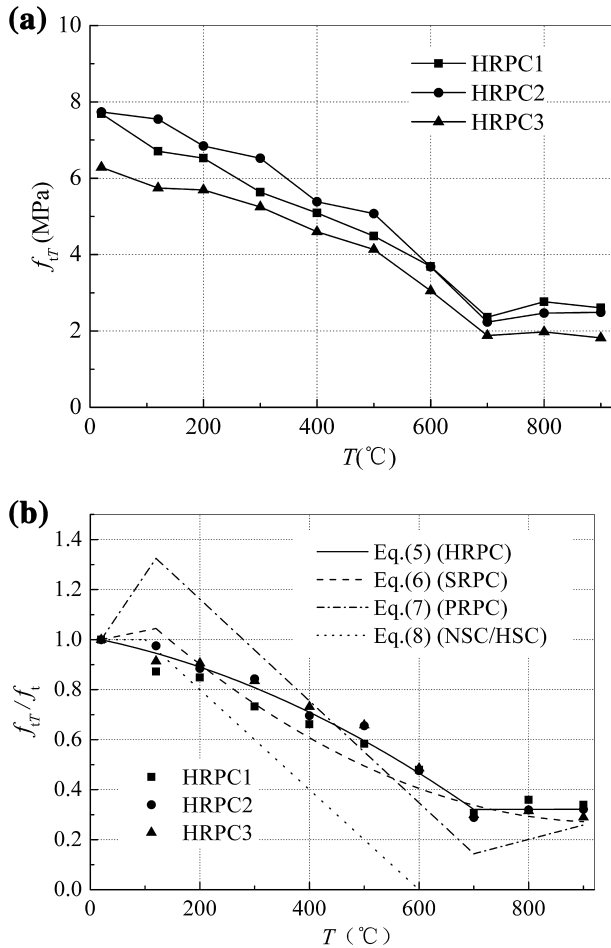 (a)
10
8
6
4
2
0
f_tT (MPa)
HRPC1
HRPC2
HRPC3
0 200 400 600 800
T(℃)
(b)
1.4
1.2
1.0
0.8
0.6
0.4
0.2
0.0
f_tT/f_t
Eq.(5) (HRPC)
Eq.(6) (SRPC)
Eq.(7) (PRPC)
Eq.(8) (NSC/HSC)
HRPC1
HRPC2
HRPC3
0 200 400 600 800
T (℃)